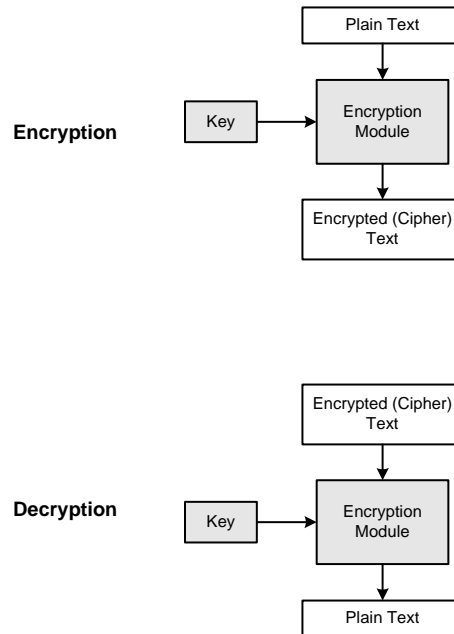 Plain Text
Encryption
Key
Encryption
Module
Encrypted (Cipher)
Text
Encrypted (Cipher)
Text
Decryption
Key
Encryption
Module
Plain Text